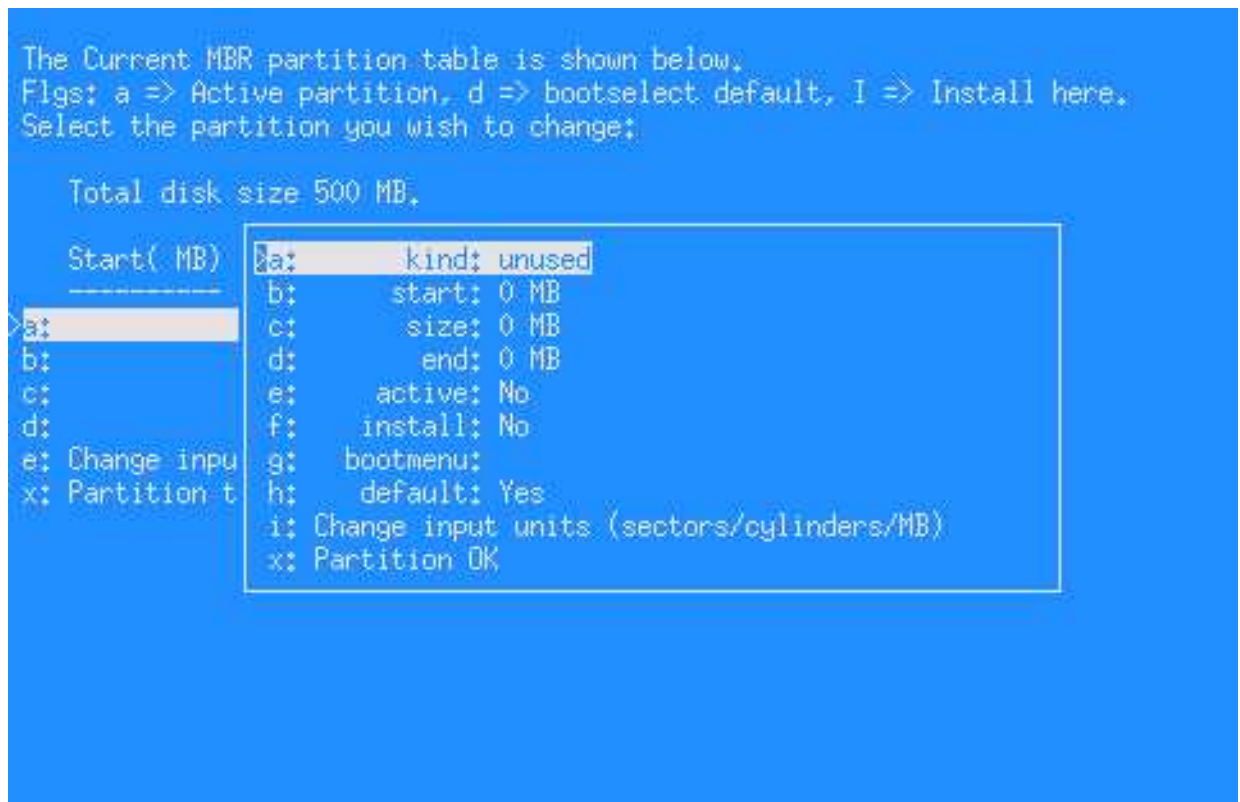 The Current MBR partition table is shown below.
Flgs: a => Active partition, d => bootselect default, I => Install here.
Select the partition you wish to change:
Total disk size 500 MB.
Start( MB)
----------
>a:
b:
c:
d:
e: Change inpu
x: Partition t
>a: kind: unused
b: start: 0 MB
c: size: 0 MB
d: end: 0 MB
e: active: No
f: install: No
g: bootmenu:
h: default: Yes
i: Change input units (sectors/cylinders/MB)
x: Partition OK